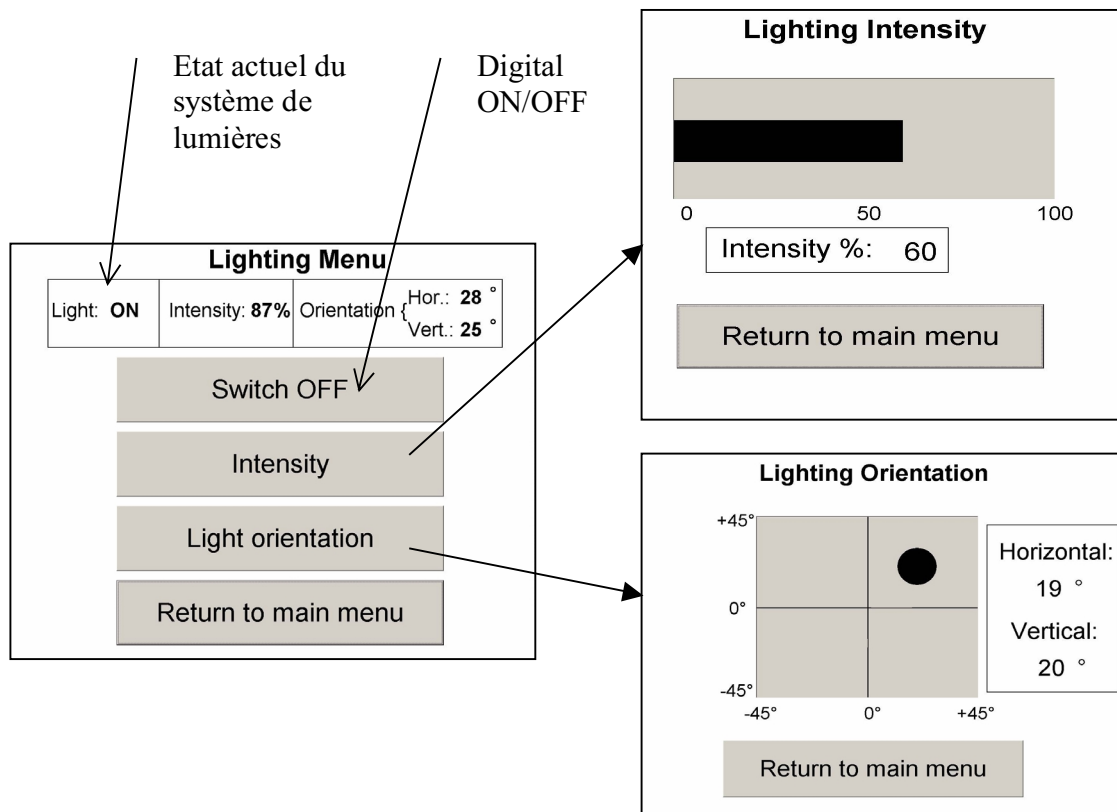 Etat actuel du
système de
lumières
Digital
ON/OFF
Lighting Menu
Light: ON
Intensity: 87%
Orientation {
Hor.: 28 °
Vert.: 25 °
Switch OFF
Intensity
Light orientation
Return to main menu
Lighting Intensity
0 50 100
Intensity %: 60
Return to main menu
Lighting Orientation
+45°
0°
-45°
-45° 0° +45°
Horizontal:
19 °
Vertical:
20 °
Return to main menu